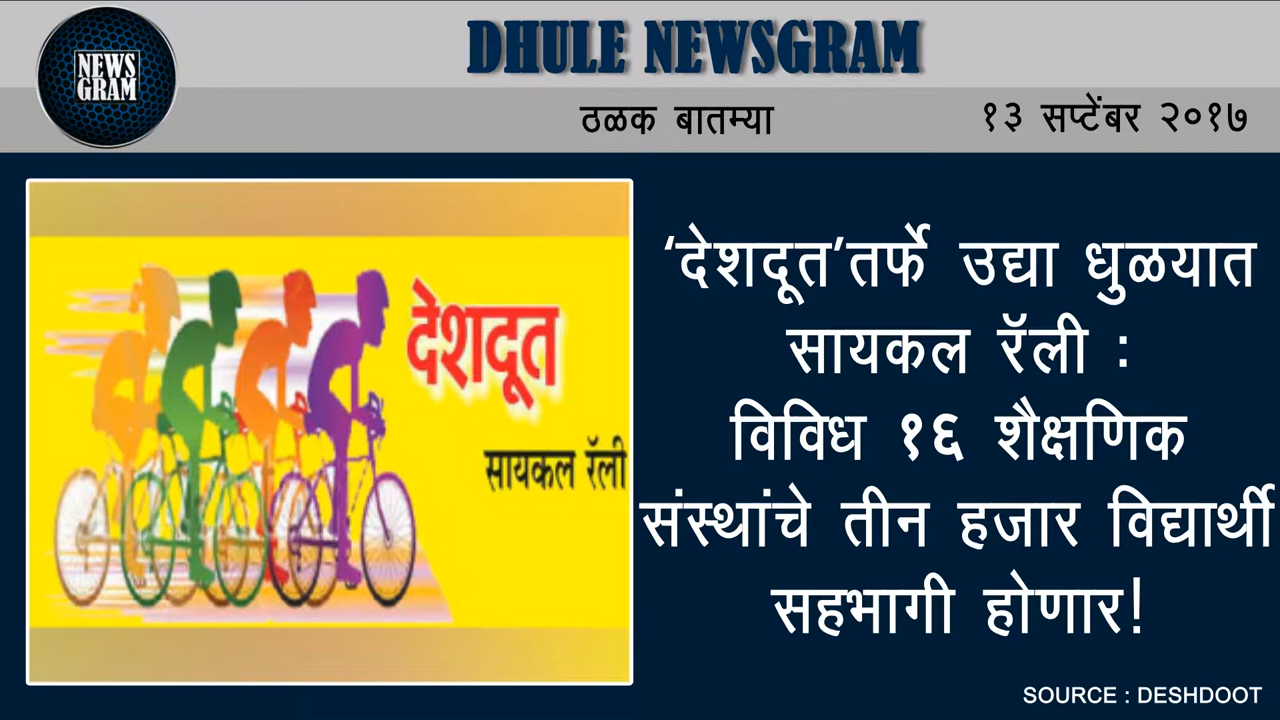 NEWS
GRAM
DHULE NEWSGRAM
ठळक बातम्या
१३ सप्टेंबर २०१७
देशदूत
सायकल रॅली
‘देशदूत’तर्फे उद्या धुळयात
सायकल रॅली :
विविध १६ शैक्षणिक
संस्थांचे तीन हजार विद्यार्थी
सहभागी होणार!
SOURCE : DESHDOOT